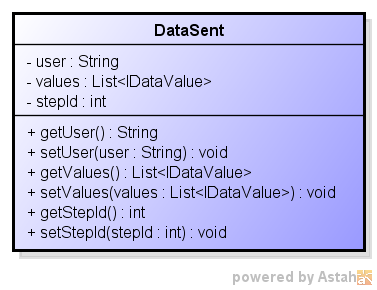 DataSent
- user : String
- values : List<IDataValue>
- stepId : int
+ getUser() : String
+ setUser(user : String) : void
+ getValues() : List<IDataValue>
+ setValues(values : List<IDataValue>) : void
+ getStepId() : int
+ setStepId(stepId : int) : void
powered by Astah